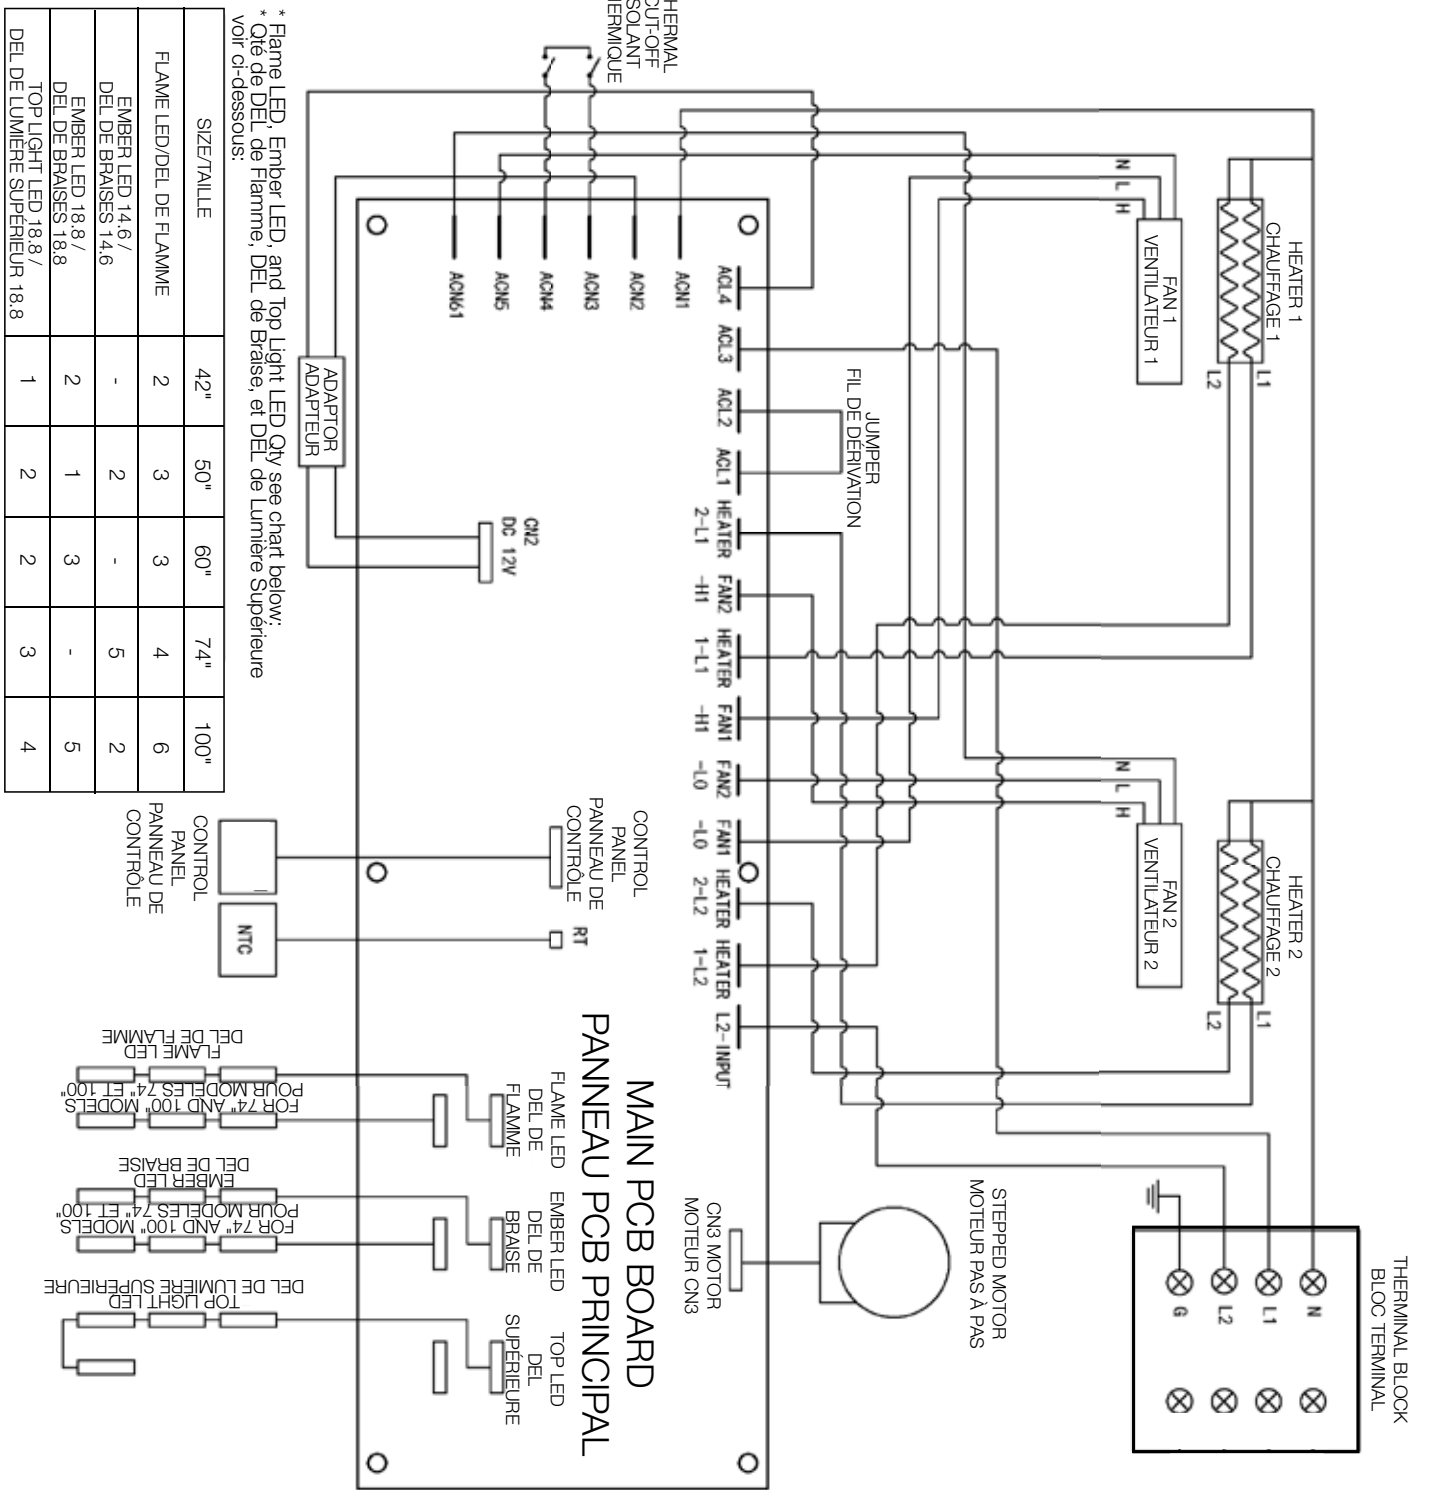 THERMINAL BLOCK
BLOC TERMINAL
N
L1
L2
G
HEATER 1
CHAUFFAGE 1
L1
L2
HEATER 2
CHAUFFAGE 2
L1
L2
FAN 1
VENTILATEUR 1
N L H
FAN 2
VENTILATEUR 2
N L H
STEPPED MOTOR
MOTEUR PAS À PAS
JUMPER
FIL DE DÉRIVATION
HERMAL
CUT-OFF
SOLANT
HERMIQUE
ACL4
ACL3
ACL2
ACL1
HEATER
2-L1
FAN2
-H1
HEATER
1-L1
FAN1
-H1
FAN2
-L0
FAN1
-L0
HEATER
2-L2
HEATER
1-L2
L2-INPUT
CN3 MOTOR
MOTEUR CN3
ACN1
ACN2
ACN3
ACN4
ACN5
ACN61
MAIN PCB BOARD
PANNEAU PCB PRINCIPAL
CONTROL
PANEL
PANNEAU DE
CONTRÔLE
RT
CN2
DC 12V
FLAME LED
DEL DE
FLAMME
EMBER LED
DEL DE
BRAISE
TOP LED
DEL
SUPÉRIEURE
ADAPTOR
ADAPTEUR
CONTROL
PANEL
PANNEAU DE
CONTRÔLE
NTC
FLAME LED
DEL DE FLAMME
FOR 74" AND 100" MODELS
POUR MODÈLES 74" ET 100"
EMBER LED
DEL DE BRAISE
FOR 74" AND 100" MODELS
POUR MODÈLES 74" ET 100"
TOP LIGHT LED
DEL DE LUMIÈRE SUPÉRIEURE
* Flame LED, Ember LED, and Top Light LED Qty see chart below:
* Qté de DEL de Flamme, DEL de Braise, et DEL de Lumière Supérieure
voir ci-dessous:
SIZE/TAILLE 42" 50" 60" 74" 100"
FLAME LED/DEL DE FLAMME 2 3 3 4 6
EMBER LED 14.6 /
DEL DE BRAISES 14.6 - 2 - 5 2
EMBER LED 18.8 /
DEL DE BRAISES 18.8 2 1 3 - 5
TOP LIGHT LED 18.8 /
DEL DE LUMIÈRE SUPÉRIEUR 18.8 1 2 2 3 4